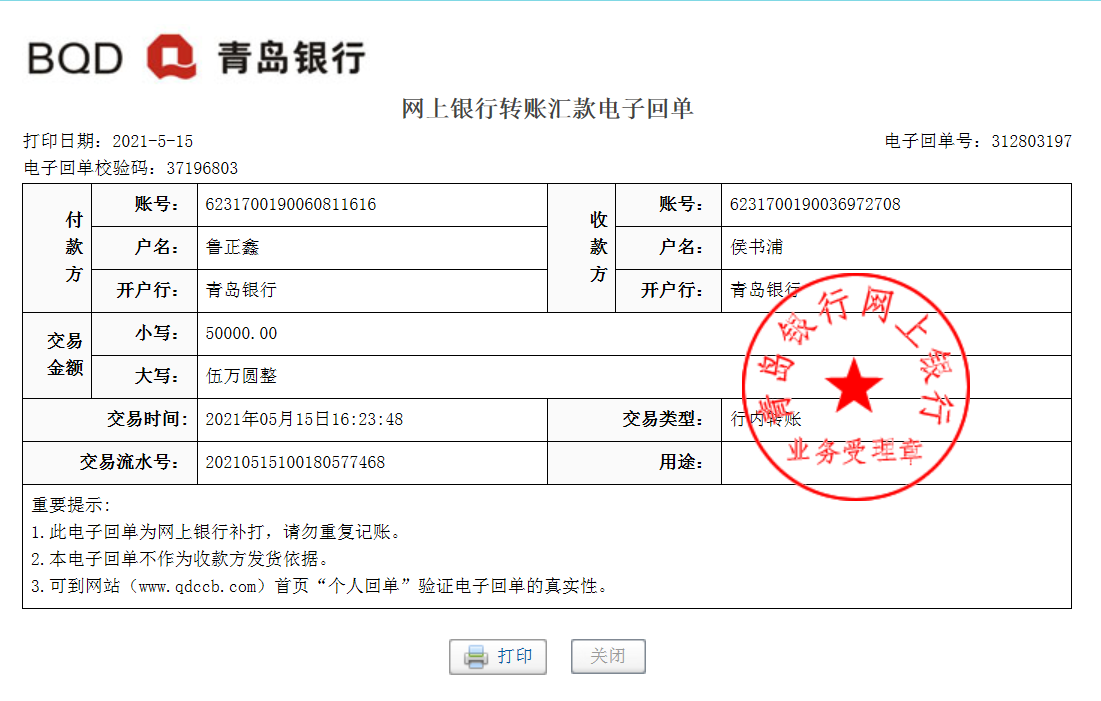 BQD 青岛银行
网上银行转账汇款电子回单
打印日期：2021-5-15 电子回单号：312803197
电子回单校验码：37196803
付款方 账号： 6231700190060811616 收款方 账号： 6231700190036972708
户名： 鲁正鑫 户名： 侯书浦
开户行： 青岛银行 开户行： 青岛银行
交易金额 小写： 50000.00
大写： 伍万圆整
交易时间： 2021年05月15日16:23:48 交易类型： 行内转账
交易流水号： 20210515100180577468 用途：
青岛银行网上银行
业务受理章
重要提示：
1.此电子回单为网上银行补打，请勿重复记账。
2.本电子回单不作为收款方发货依据。
3.可到网站（www.qdccb.com）首页“个人回单”验证电子回单的真实性。
打印 关闭